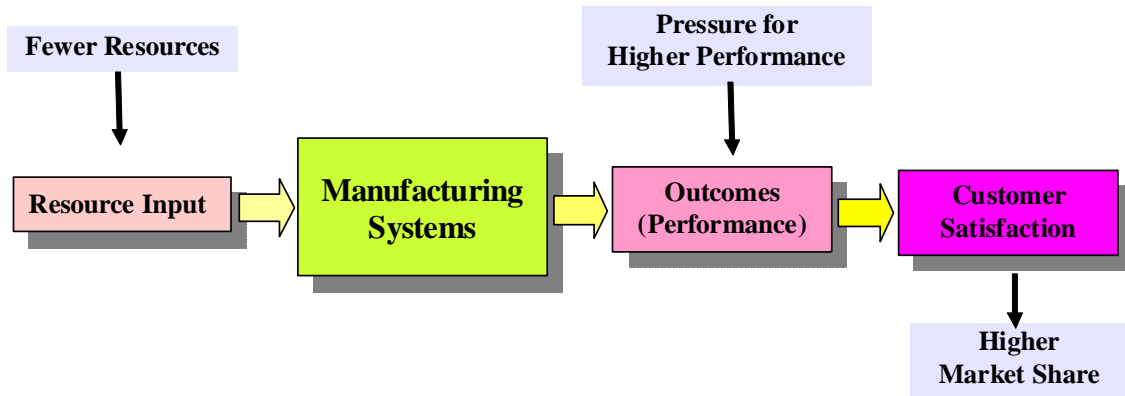 Fewer Resources
Pressure for
Higher Performance
Resource Input
Manufacturing
Systems
Outcomes
(Performance)
Customer
Satisfaction
Higher
Market Share